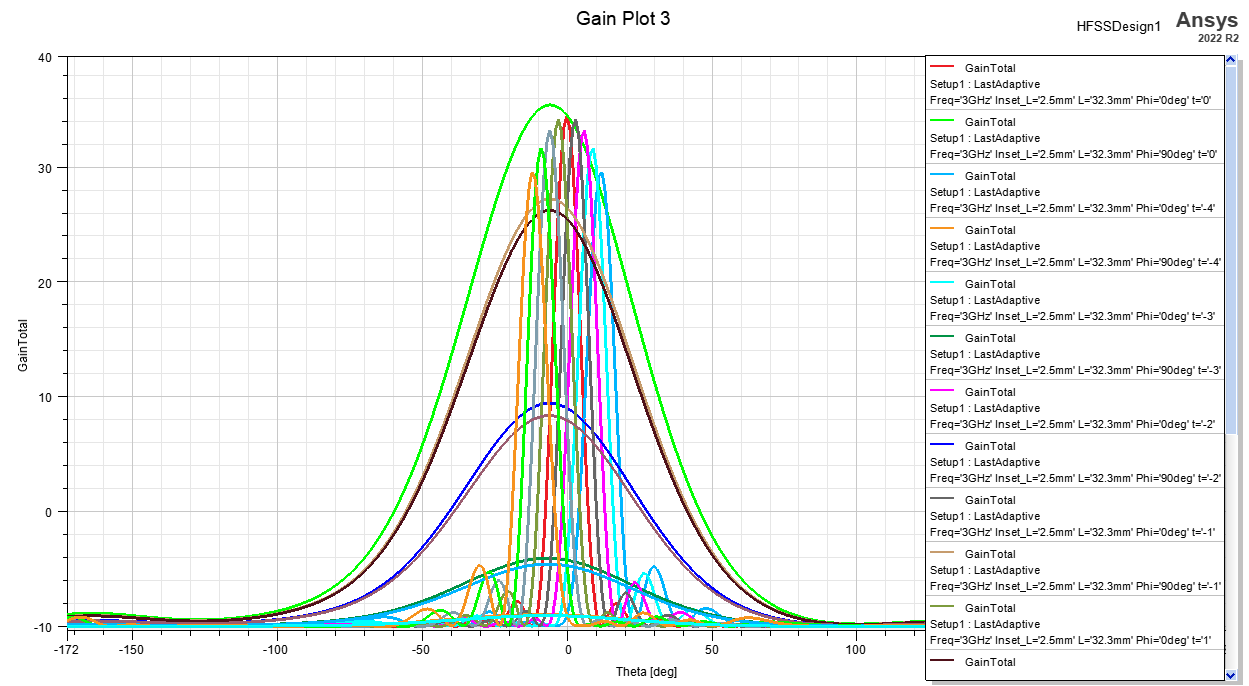 Gain Plot 3
HFSSDesign1
Ansys
2022 R2
40
30
20
10
0
-10
GainTotal
-172
-150
-100
-50
0
50
100
Theta [deg]
GainTotal
Setup1 : LastAdaptive
Freq='3GHz' Inset_L='2.5mm' L='32.3mm' Phi='0deg' t='0'
GainTotal
Setup1 : LastAdaptive
Freq='3GHz' Inset_L='2.5mm' L='32.3mm' Phi='90deg' t='0'
GainTotal
Setup1 : LastAdaptive
Freq='3GHz' Inset_L='2.5mm' L='32.3mm' Phi='0deg' t='-4'
GainTotal
Setup1 : LastAdaptive
Freq='3GHz' Inset_L='2.5mm' L='32.3mm' Phi='90deg' t='-4'
GainTotal
Setup1 : LastAdaptive
Freq='3GHz' Inset_L='2.5mm' L='32.3mm' Phi='0deg' t='-3'
GainTotal
Setup1 : LastAdaptive
Freq='3GHz' Inset_L='2.5mm' L='32.3mm' Phi='90deg' t='-3'
GainTotal
Setup1 : LastAdaptive
Freq='3GHz' Inset_L='2.5mm' L='32.3mm' Phi='0deg' t='-2'
GainTotal
Setup1 : LastAdaptive
Freq='3GHz' Inset_L='2.5mm' L='32.3mm' Phi='90deg' t='-2'
GainTotal
Setup1 : LastAdaptive
Freq='3GHz' Inset_L='2.5mm' L='32.3mm' Phi='0deg' t='-1'
GainTotal
Setup1 : LastAdaptive
Freq='3GHz' Inset_L='2.5mm' L='32.3mm' Phi='90deg' t='-1'
GainTotal
Setup1 : LastAdaptive
Freq='3GHz' Inset_L='2.5mm' L='32.3mm' Phi='0deg' t='1'
GainTotal